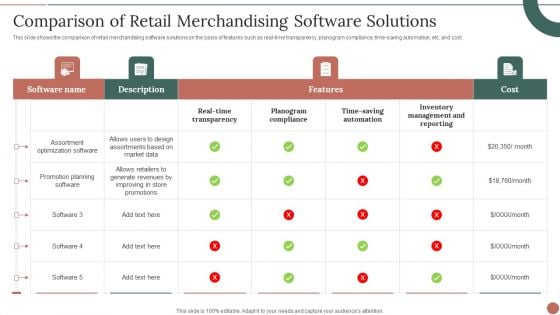 Comparison of Retail Merchandising Software Solutions
This slide shows the comparison of retail merchandising software solutions on the basis of features such as real-time transparency, planogram compliance, time-saving automation, etc. and cost.
Software name
Description
Features
Cost
Real-time
transparency
Planogram
compliance
Time-saving
automation
Inventory
management and
reporting
Assortment
optimization software
Allows users to design
assortments based on
market data
$20,350/ month
Promotion planning
software
Allows retailers to
generate revenues by
improving in store
promotions
$18,760/month
Software 3
Add text here
$XXXX/month
Software 4
Add text here
$XXXX/month
Software 5
Add text here
$XXXX/month
This slide is 100% editable. Adapt it to your needs and capture your audience's attention.